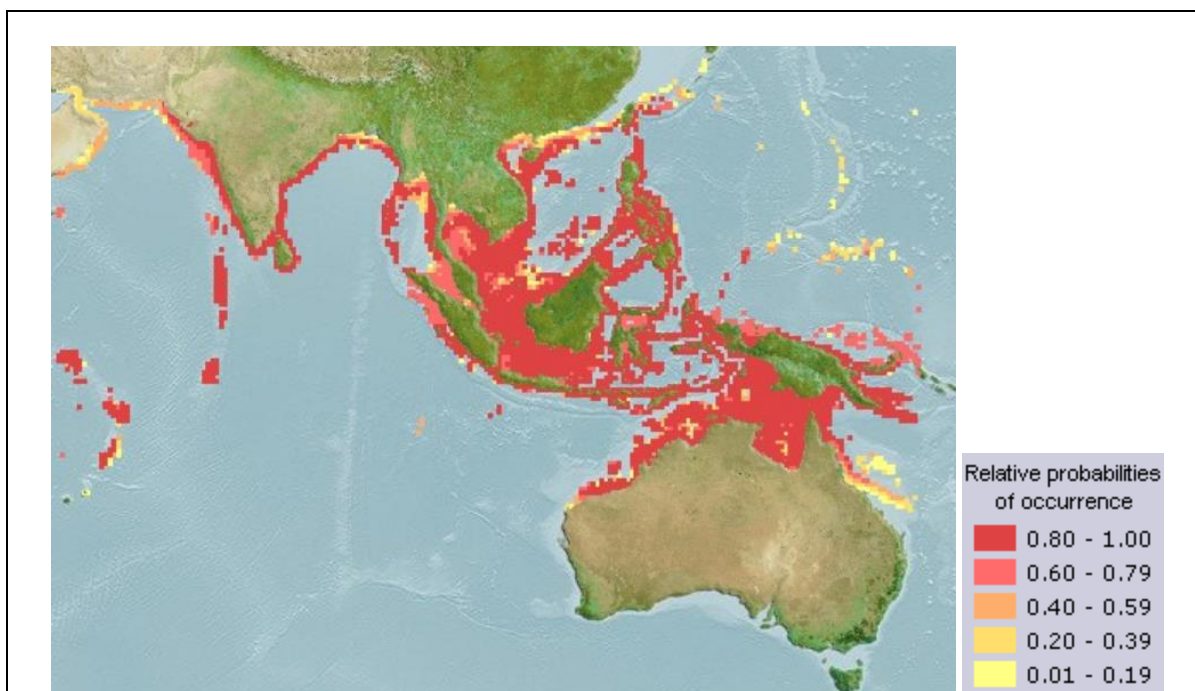 Relative probabilities
of occurrence
0.80 - 1.00
0.60 - 0.79
0.40 - 0.59
0.20 - 0.39
0.01 - 0.19